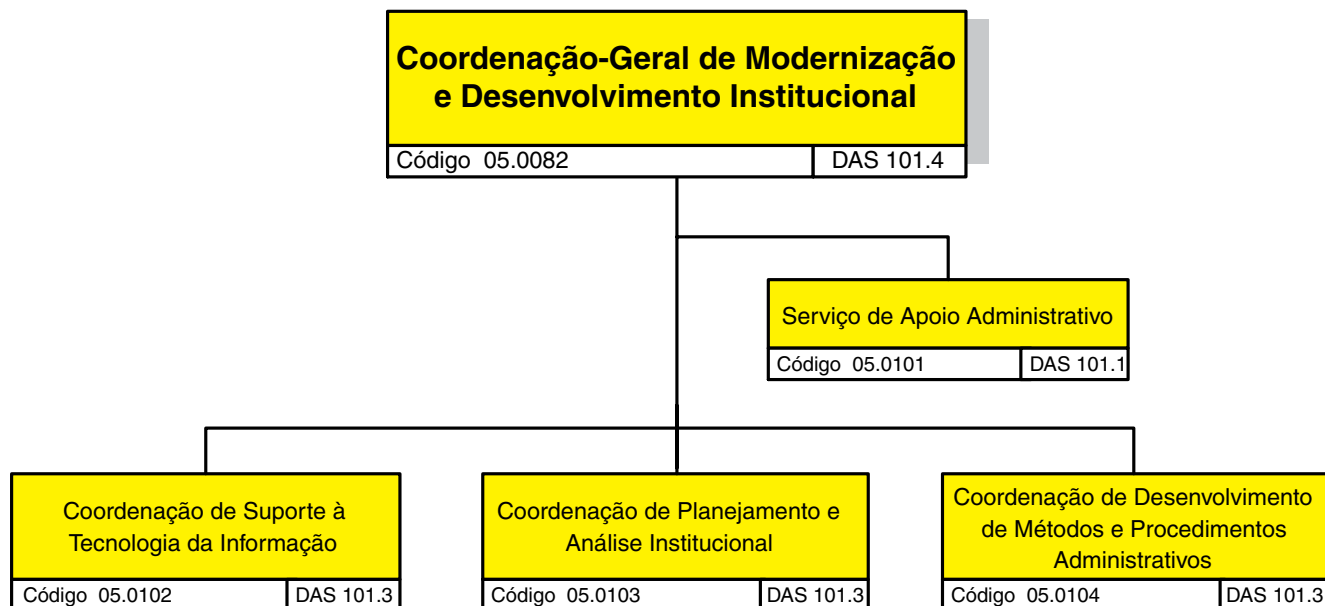 Coordenação-Geral de Modernização
e Desenvolvimento Institucional
Código 05.0082 DAS 101.4
Serviço de Apoio Administrativo
Código 05.0101 DAS 101.1
Coordenação de Suporte à
Tecnologia da Informação
Código 05.0102 DAS 101.3
Coordenação de Planejamento e
Análise Institucional
Código 05.0103 DAS 101.3
Coordenação de Desenvolvimento
de Métodos e Procedimentos
Administrativos
Código 05.0104 DAS 101.3